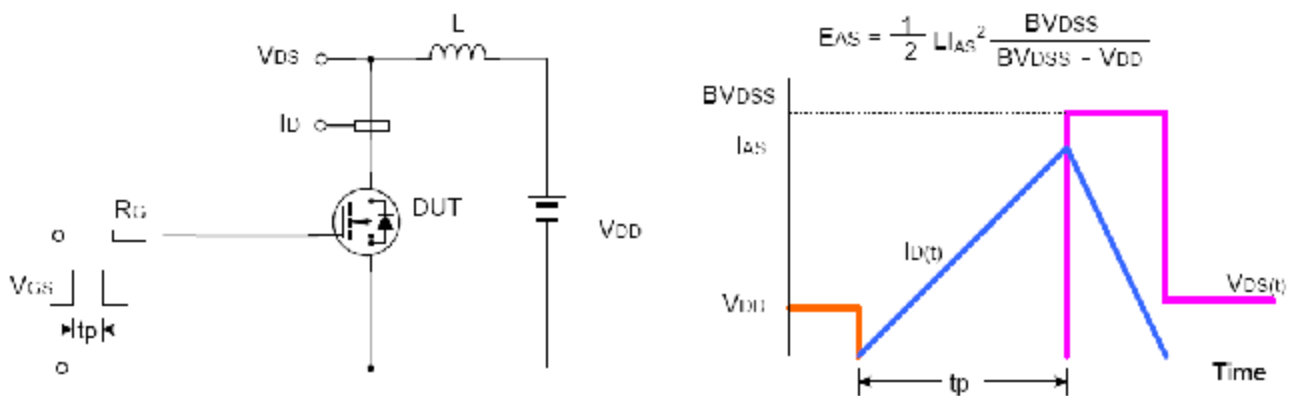 L
VDS
ID
RG
DUT
VDD
VGS
tp
EAS = 1/2 LIAS² BVDSS / (BVDSS - VDD)
BVDSS
IAS
ID(t)
VDD
VDS(t)
tp
Time